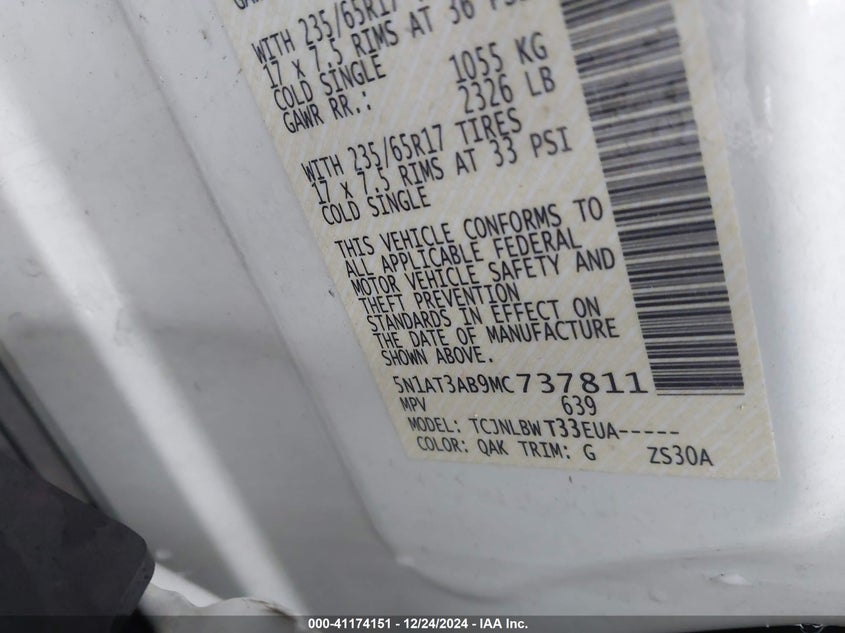 WITH 235/65R17
17 X 7.5 RIMS AT 36
COLD SINGLE
GAWR RR.: 1055 KG
2326 LB
WITH 235/65R17 TIRES
17 X 7.5 RIMS AT 33 PSI
COLD SINGLE
THIS VEHICLE CONFORMS TO
ALL APPLICABLE FEDERAL
MOTOR VEHICLE SAFETY AND
THEFT PREVENTION
STANDARDS IN EFFECT ON
THE DATE OF MANUFACTURE
SHOWN ABOVE.
5N1AT3AB9MC737811
MPV 639
MODEL: TCJNLBWT33EUA-----
COLOR: QAK TRIM: G ZS30A
000-41174151 - 12/24/2024 - IAA Inc.